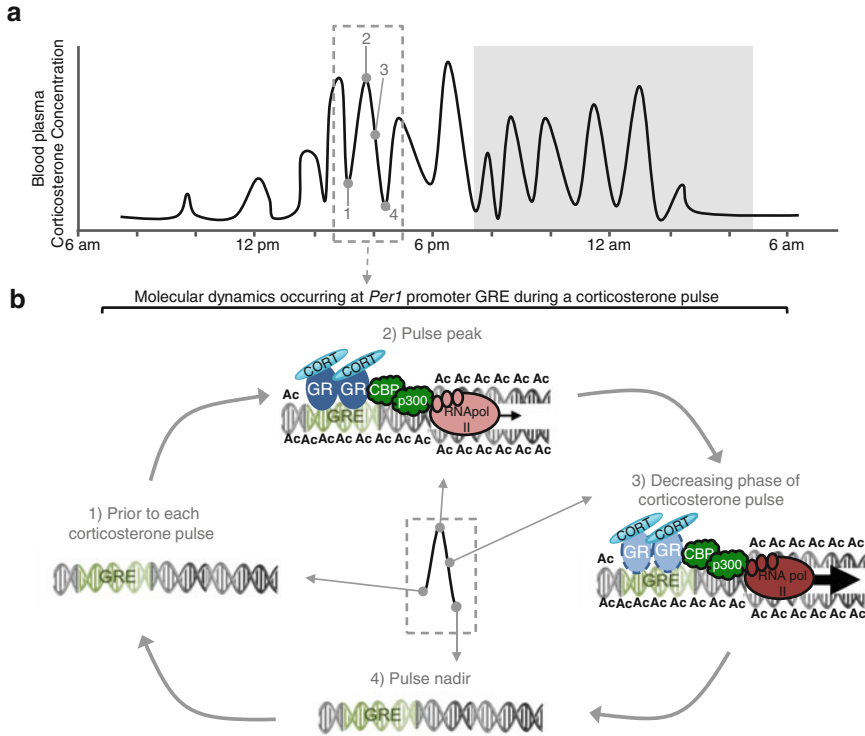 a
Blood plasma
Corticosterone Concentration
2
3
1
4
6 am
12 pm
6 pm
12 am
6 am
Molecular dynamics occurring at Per1 promoter GRE during a corticosterone pulse
b
2) Pulse peak
CORT
CORT
Ac Ac Ac Ac Ac Ac
Ac
GR
GR
CBP
p300
GRE
RNApol
II
AcAcAc Ac Ac Ac Ac Ac
Ac Ac Ac Ac Ac Ac
3) Decreasing phase of
corticosterone pulse
CORT
CORT
Ac Ac Ac Ac Ac Ac
Ac
GR
GR
CBP
p300
GRE
RNA pol
II
AcAcAc Ac Ac Ac Ac Ac
Ac Ac Ac Ac Ac Ac
1) Prior to each
corticosterone pulse
GRE
4) Pulse nadir
GRE